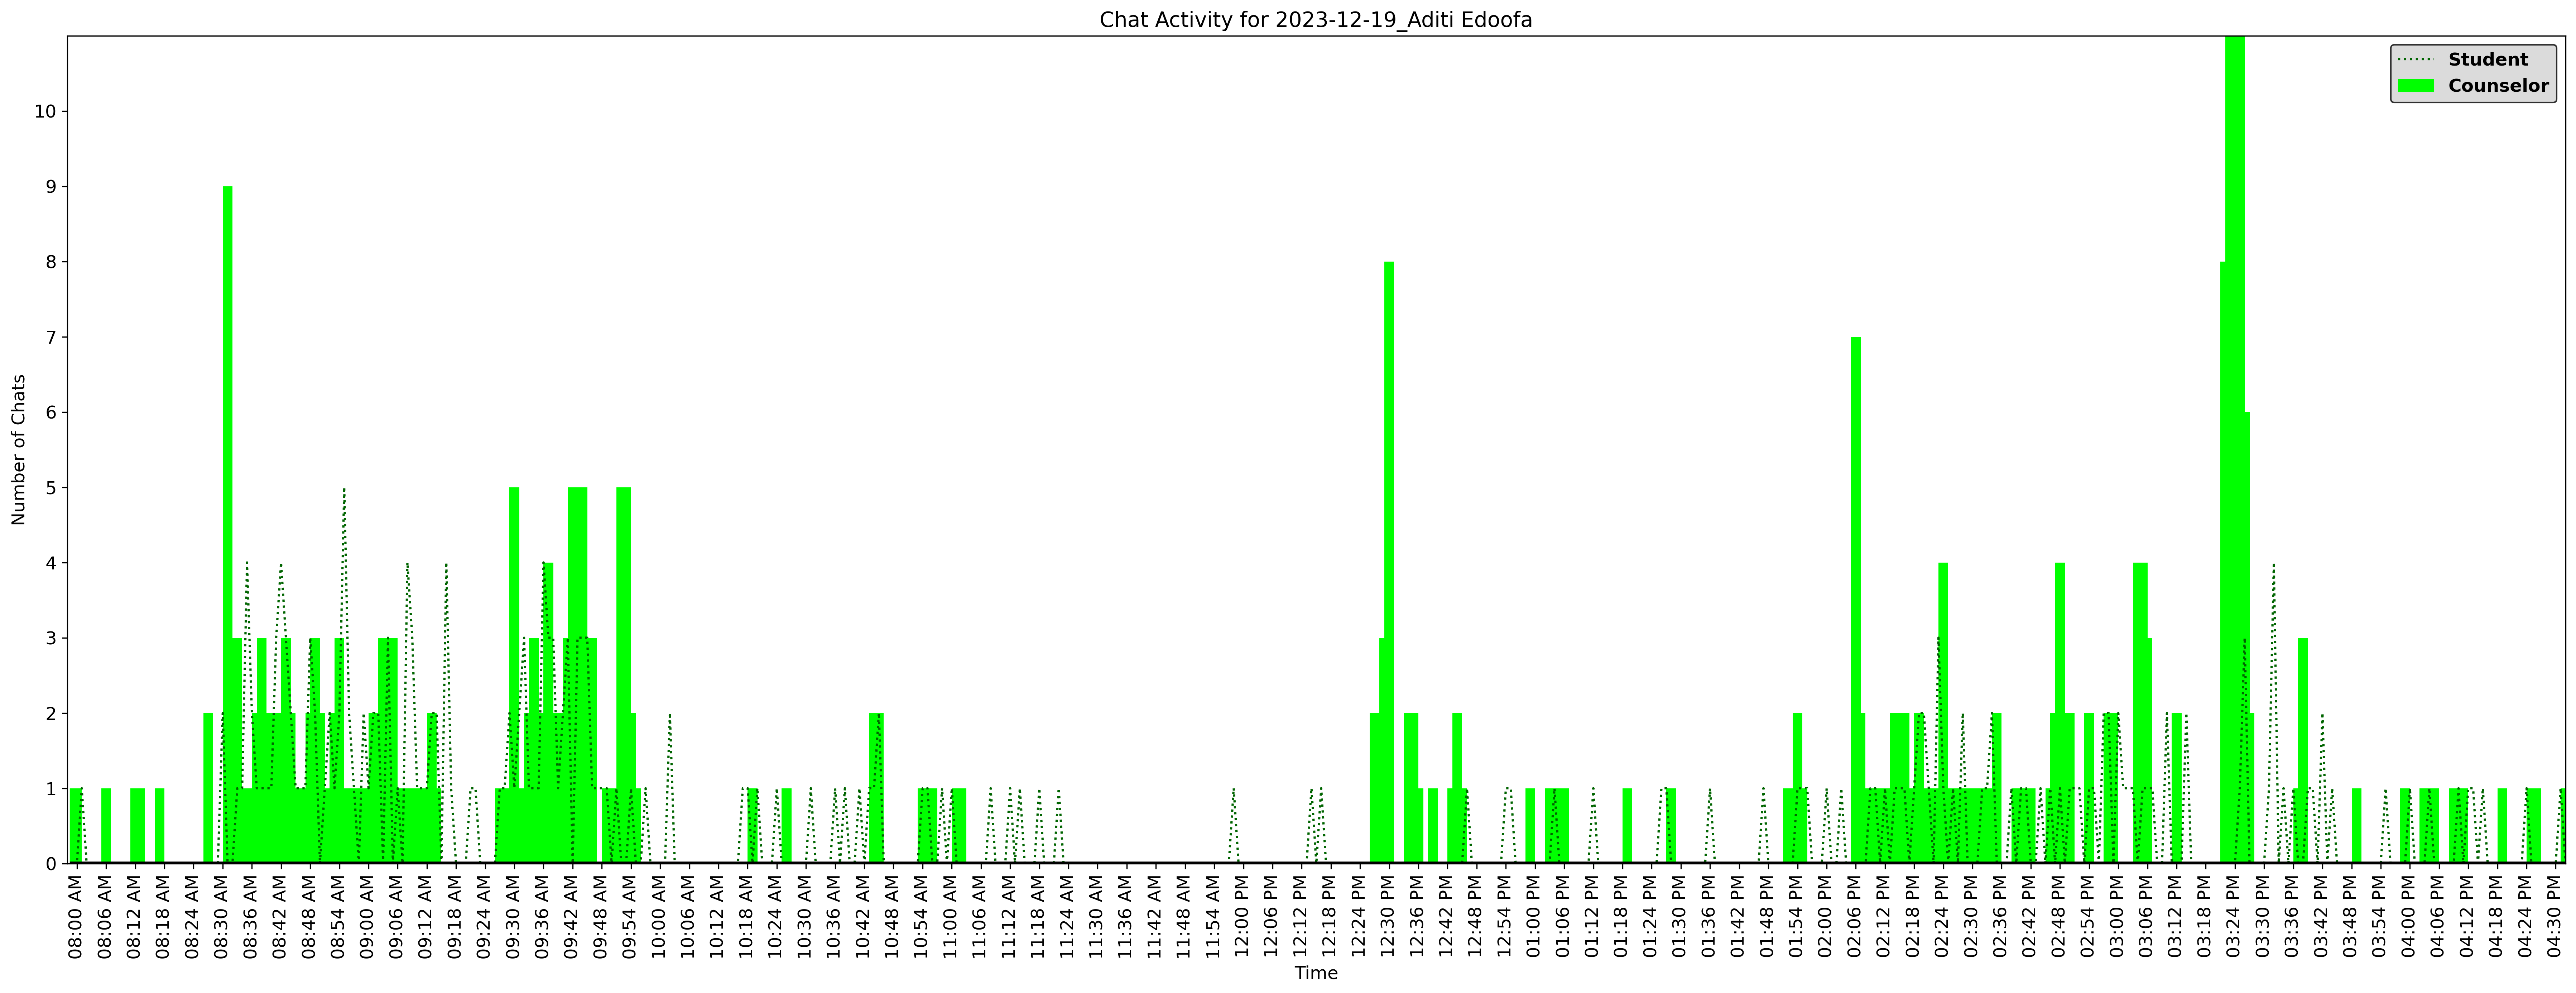 Chat Activity for 2023-12-19_Aditi Edoofa
Student
Counselor
Number of Chats
10
9
8
7
6
5
4
3
2
1
0
08:00 AM
08:06 AM
08:12 AM
08:18 AM
08:24 AM
08:30 AM
08:36 AM
08:42 AM
08:48 AM
08:54 AM
09:00 AM
09:06 AM
09:12 AM
09:18 AM
09:24 AM
09:30 AM
09:36 AM
09:42 AM
09:48 AM
09:54 AM
10:00 AM
10:06 AM
10:12 AM
10:18 AM
10:24 AM
10:30 AM
10:36 AM
10:42 AM
10:48 AM
10:54 AM
11:00 AM
11:06 AM
11:12 AM
11:18 AM
11:24 AM
11:30 AM
11:36 AM
11:42 AM
11:48 AM
11:54 AM
12:00 PM
12:06 PM
12:12 PM
12:18 PM
12:24 PM
12:30 PM
12:36 PM
12:42 PM
12:48 PM
12:54 PM
01:00 PM
01:06 PM
01:12 PM
01:18 PM
01:24 PM
01:30 PM
01:36 PM
01:42 PM
01:48 PM
01:54 PM
02:00 PM
02:06 PM
02:12 PM
02:18 PM
02:24 PM
02:30 PM
02:36 PM
02:42 PM
02:48 PM
02:54 PM
03:00 PM
03:06 PM
03:12 PM
03:18 PM
03:24 PM
03:30 PM
03:36 PM
03:42 PM
03:48 PM
03:54 PM
04:00 PM
04:06 PM
04:12 PM
04:18 PM
04:24 PM
04:30 PM
Time